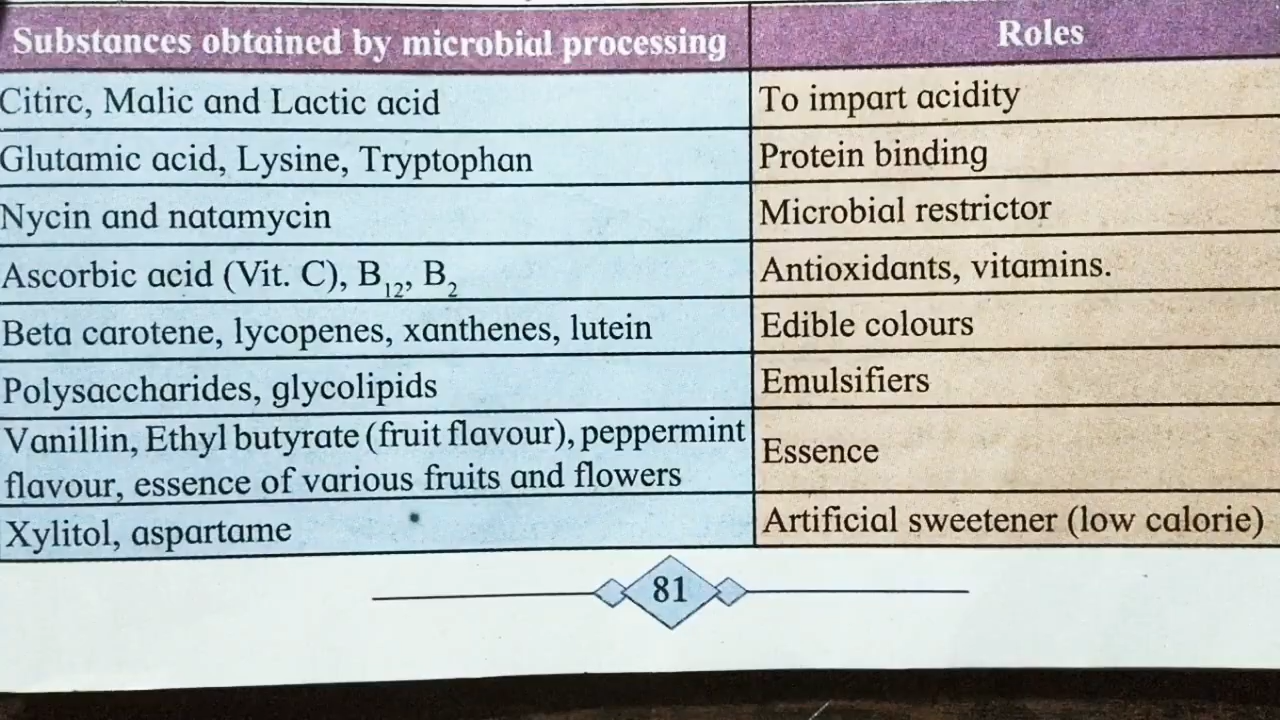 Substances obtained by microbial processing Roles
Citirc, Malic and Lactic acid To impart acidity
Glutamic acid, Lysine, Tryptophan Protein binding
Nycin and natamycin Microbial restrictor
Ascorbic acid (Vit. C), B12, B2 Antioxidants, vitamins.
Beta carotene, lycopenes, xanthenes, lutein Edible colours
Polysaccharides, glycolipids Emulsifiers
Vanillin, Ethyl butyrate (fruit flavour), peppermint
flavour, essence of various fruits and flowers Essence
Xylitol, aspartame Artificial sweetener (low calorie)
81